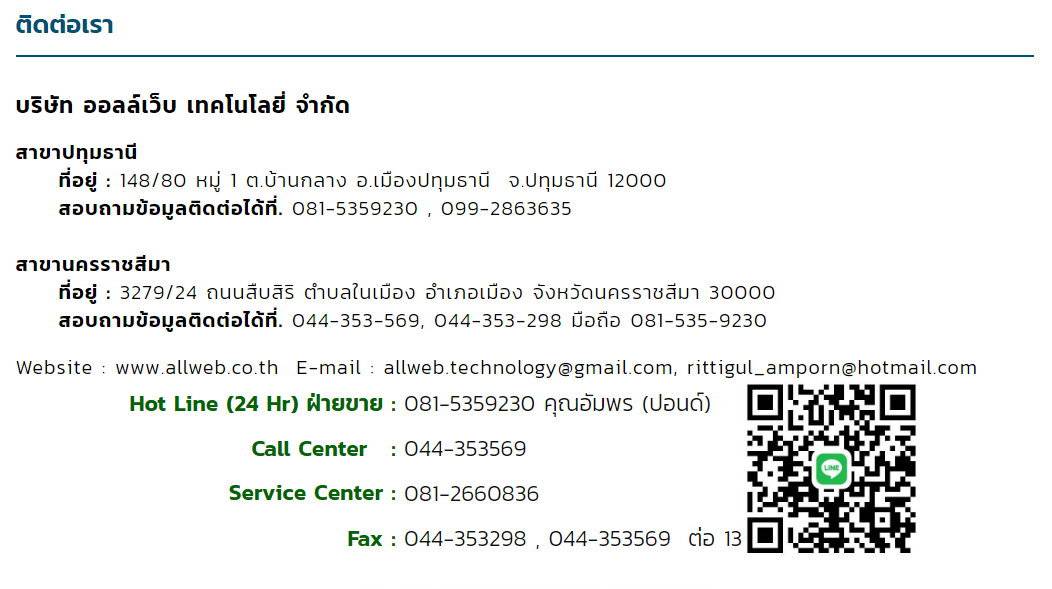 ติดต่อเรา
บริษัท ออลล์เว็บ เทคโนโลยี่ จำกัด
สาขาปทุมธานี
ที่อยู่ : 148/80 หมู่ 1 ต.บ้านกลาง อ.เมืองปทุมธานี จ.ปทุมธานี 12000
สอบถามข้อมูลติดต่อได้ที่. 081-5359230 , 099-2863635
สาขานครราชสีมา
ที่อยู่ : 3279/24 ถนนสืบสิริ ตำบลในเมือง อำเภอเมือง จังหวัดนครราชสีมา 30000
สอบถามข้อมูลติดต่อได้ที่. 044-353-569, 044-353-298 มือถือ 081-535-9230
Website : www.allweb.co.th E-mail : allweb.technology@gmail.com, rittigul_amporn@hotmail.com
Hot Line (24 Hr) ฝ่ายขาย : 081-5359230 คุณอัมพร (ปอนด์)
Call Center : 044-353569
LINE
Service Center : 081-2660836
Fax : 044-353298 , 044-353569 ต่อ 13